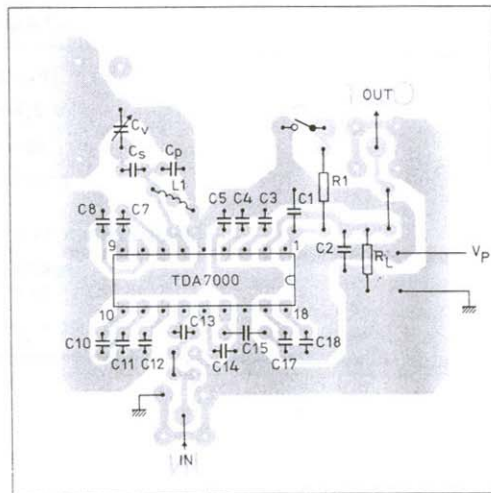 OUT
Cv
Cs Cp
L1
R1
C8 C7 C5 C4 C3 C1
C2 RL VP
9 1
TDA7000
10 18
C13
C10 C11 C12 C14 C15 C17 C18
IN